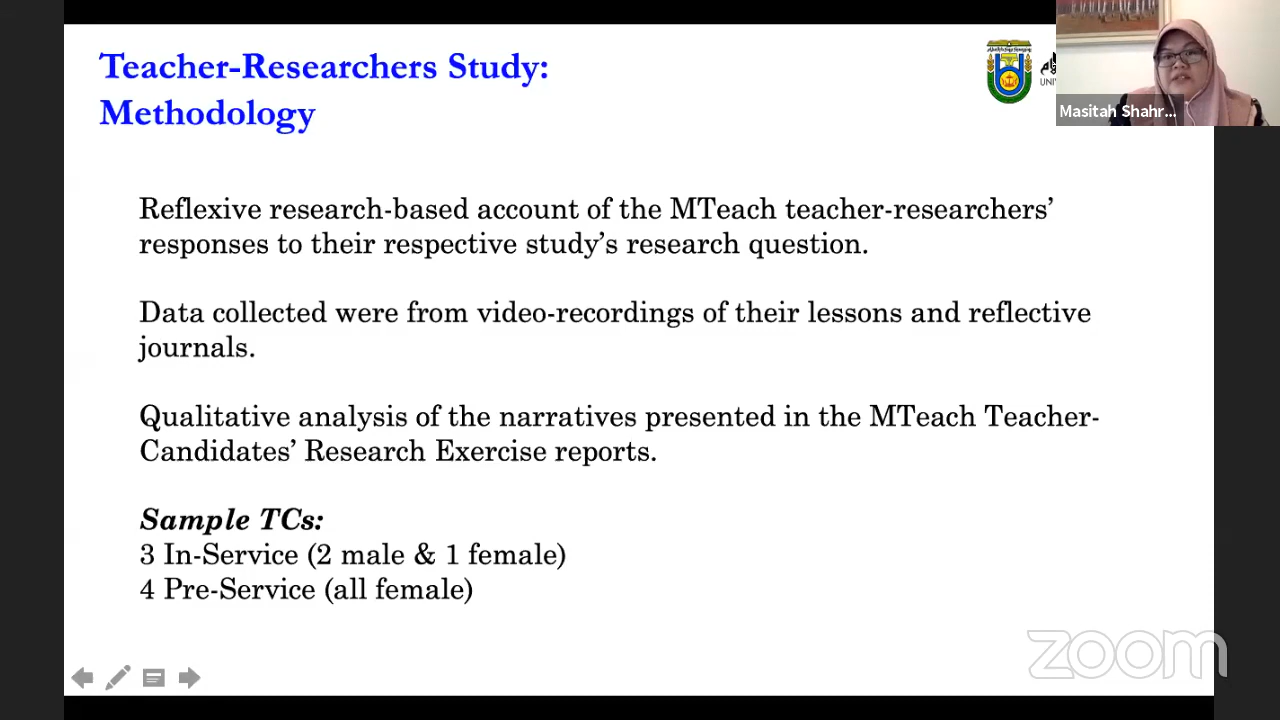 Teacher-Researchers Study:
Methodology
UNIV
Masitah Shahr...
Reflexive research-based account of the MTeach teacher-researchers’
responses to their respective study’s research question.
Data collected were from video-recordings of their lessons and reflective
journals.
Qualitative analysis of the narratives presented in the MTeach Teacher-
Candidates’ Research Exercise reports.
Sample TCs:
3 In-Service (2 male & 1 female)
4 Pre-Service (all female)
zoom